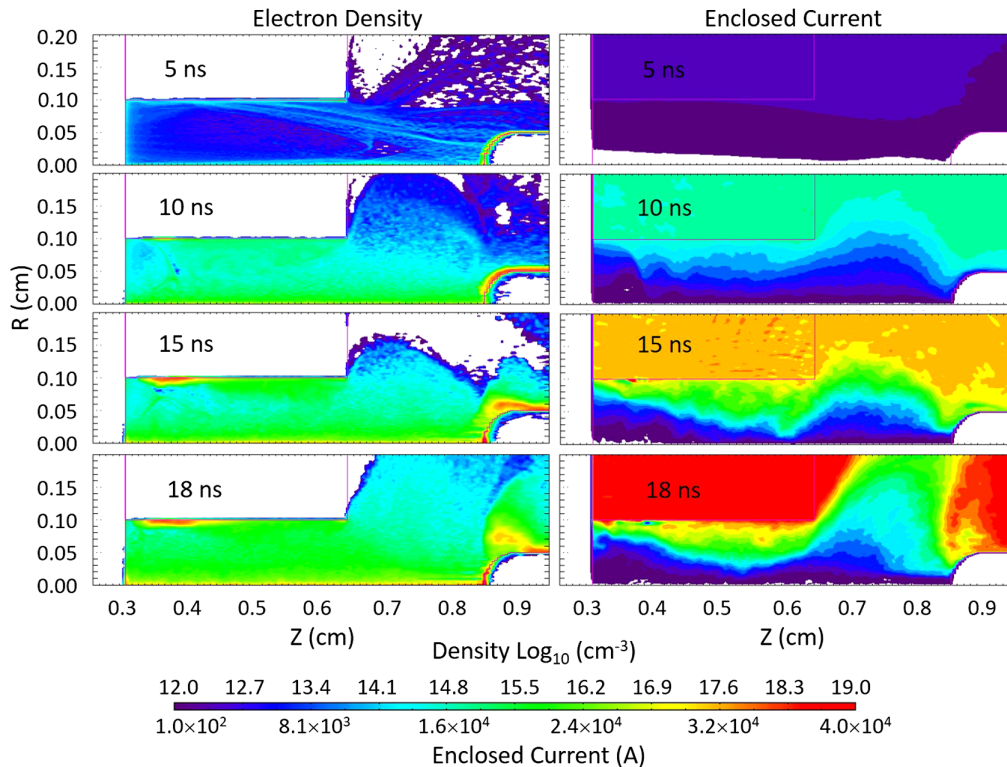 Electron Density Enclosed Current
0.20
0.15 5 ns 5 ns
0.10
0.05
0.00
0.15 10 ns 10 ns
0.10
0.05
0.00
R (cm)
0.15 15 ns 15 ns
0.10
0.05
0.00
0.15 18 ns 18 ns
0.10
0.05
0.00
0.3 0.4 0.5 0.6 0.7 0.8 0.9 0.3 0.4 0.5 0.6 0.7 0.8 0.9
Z (cm) Z (cm)
Density Log₁₀ (cm⁻³)
12.0 12.7 13.4 14.1 14.8 15.5 16.2 16.9 17.6 18.3 19.0
1.0×10² 8.1×10³ 1.6×10⁴ 2.4×10⁴ 3.2×10⁴ 4.0×10⁴
Enclosed Current (A)